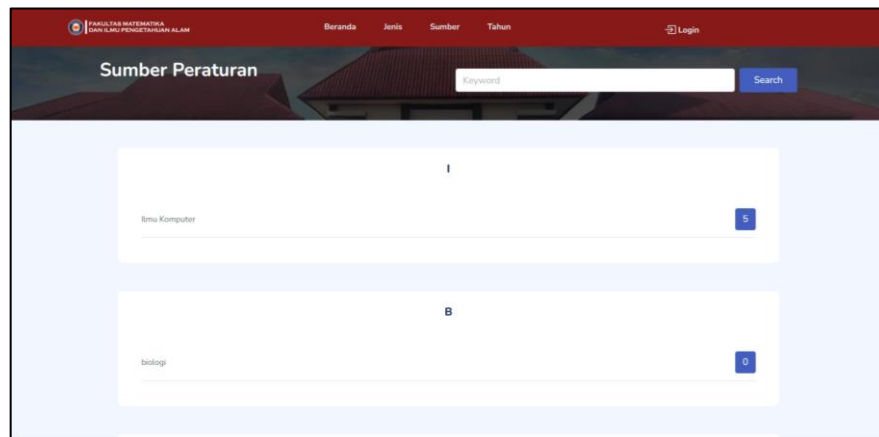 FAKULTAS MATEMATIKA
DAN ILMU PENGETAHUAN ALAM
Beranda Jenis Sumber Tahun Login
Sumber Peraturan
Keyword Search
I
Ilmu Komputer 5
B
biologi 0